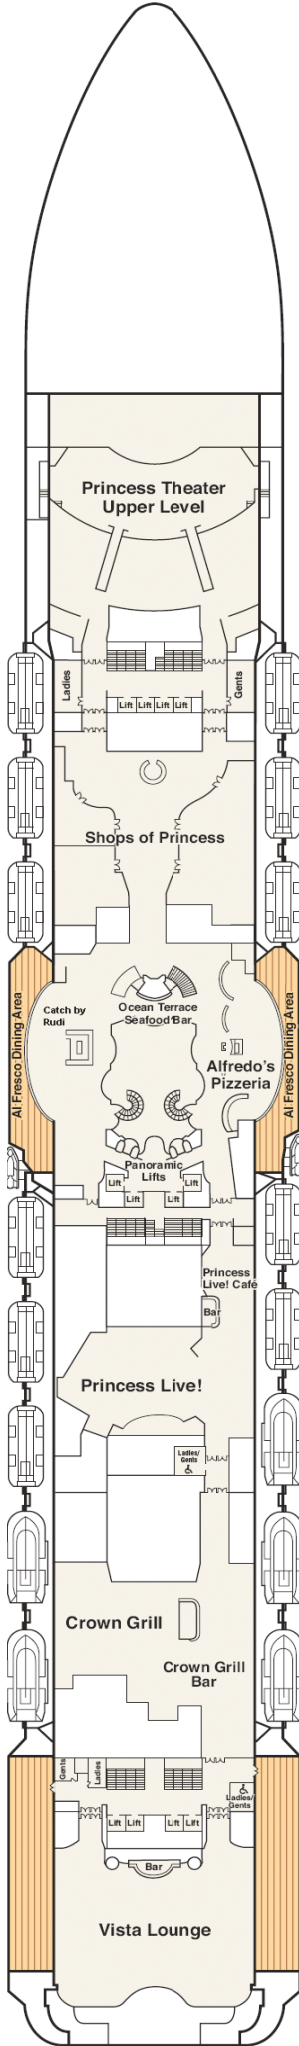 Princess Theater
Upper Level
Ladies
Gents
Lift Lift Lift Lift
Shops of Princess
Al Fresco Dining Area
Catch by
Rudi
Ocean Terrace
Seafood Bar
Alfredo's
Pizzeria
Al Fresco Dining Area
Panoramic
Lifts
Lift
Lift
Lift
Lift
Princess
Live! Café
Bar
Princess Live!
Ladies/
Gents
Crown Grill
Crown Grill
Bar
Gents
Ladies
Ladies/
Gents
Lift Lift Lift Lift
Bar
Vista Lounge